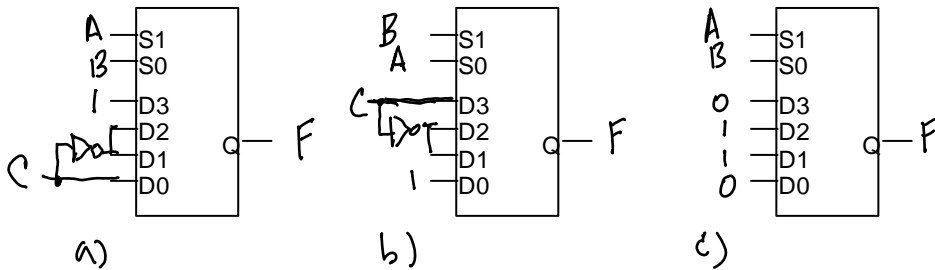 A S1
B S0
1 D3
D2
D1
C D0
Q F
a)
B S1
A S0
C D3
D2
D1
1 D0
Q F
b)
A S1
B S0
0 D3
1 D2
1 D1
0 D0
Q F
c)